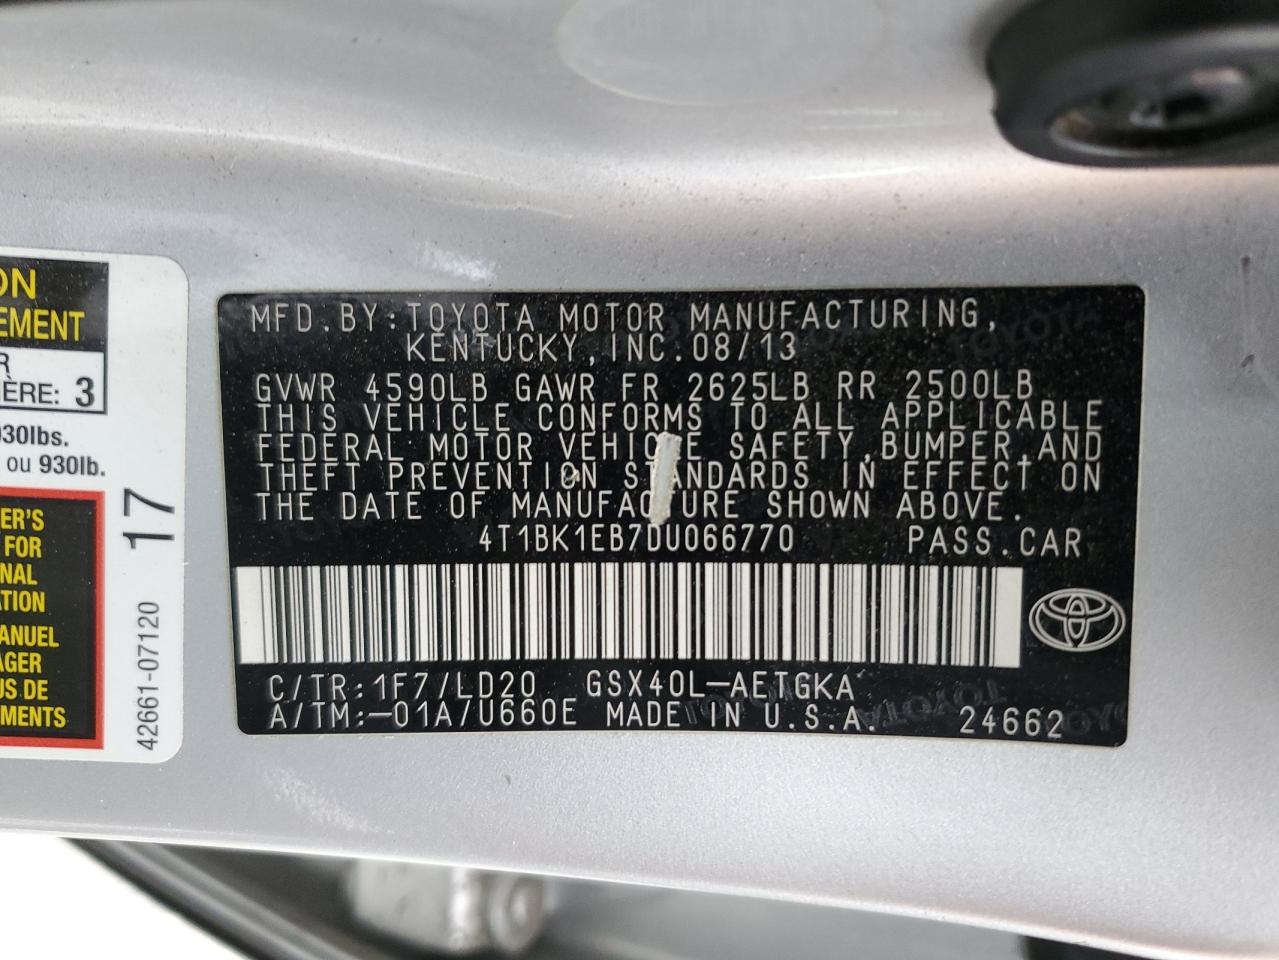 ON
EMENT
R
IÈRE: 3
930lbs.
ou 930lb.
ER'S
FOR
NAL
TION
ANUEL
AGER
US DE
MENTS
42661-07120 17
MFD.BY:TOYOTA MOTOR MANUFACTURING,
KENTUCKY,INC.08/13
GVWR 4590LB GAWR FR 2625LB RR 2500LB
THIS VEHICLE CONFORMS TO ALL APPLICABLE
FEDERAL MOTOR VEHICLE SAFETY,BUMPER,AND
THEFT PREVENTION STANDARDS IN EFFECT ON
THE DATE OF MANUFACTURE SHOWN ABOVE.
4T1BK1EB7DU066770 PASS.CAR
C/TR:1F7/LD20 GSX40L-AETGKA
A/TM:-01A/U660E MADE IN U.S.A. 24662